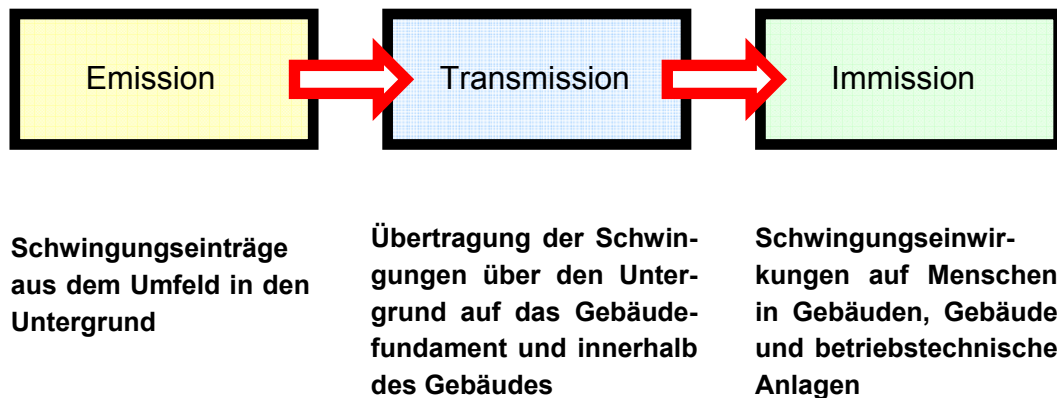 Emission
Transmission
Immission
Schwingungseinträge
aus dem Umfeld in den
Untergrund
Übertragung der Schwin-
gungen über den Unter-
grund auf das Gebäude-
fundament und innerhalb
des Gebäudes
Schwingungseinwir-
kungen auf Menschen
in Gebäuden, Gebäude
und betriebstechnische
Anlagen